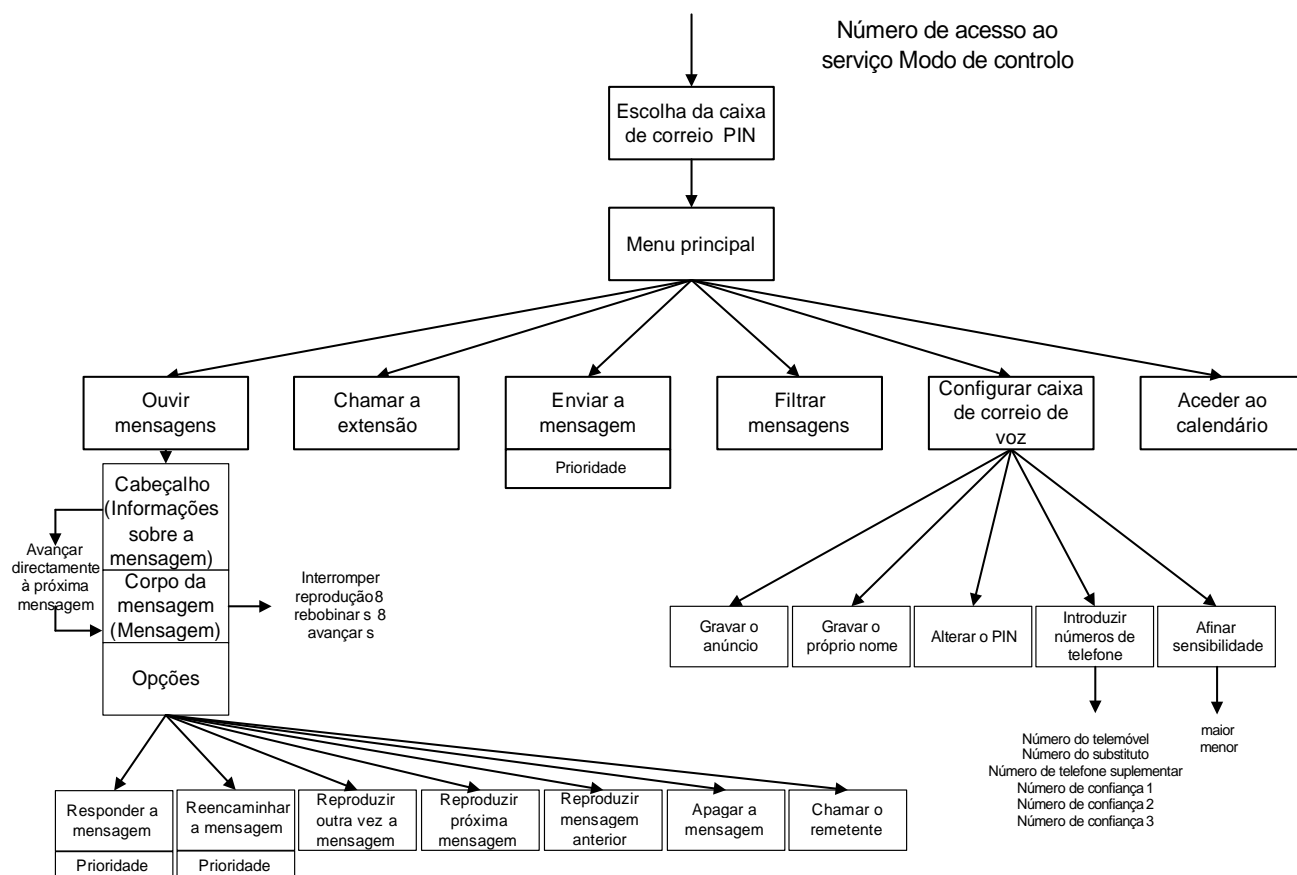 Número de acesso ao
serviço Modo de controlo
Escolha da caixa
de correio PIN
Menu principal
Ouvir
mensagens
Chamar a
extensão
Enviar a
mensagem
Prioridade
Filtrar
mensagens
Configurar caixa
de correio de
voz
Aceder ao
calendário
Cabeçalho
(Informações
sobre a
mensagem)
Avançar
directamente
à próxima
mensagem
Corpo da
mensagem
(Mensagem)
Interromper
reprodução 8
rebobinar s 8
avançar s
Opções
Gravar o
anúncio
Gravar o
próprio nome
Alterar o PIN
Introduzir
números de
telefone
Afinar
sensibilidade
Número do telemóvel
Número do substituto
Número de telefone suplementar
Número de confiança 1
Número de confiança 2
Número de confiança 3
maior
menor
Responder a
mensagem
Prioridade
Reencaminhar
a mensagem
Prioridade
Reproduzir
outra vez a
mensagem
Reproduzir
próxima
mensagem
Reproduzir
mensagem
anterior
Apagar a
mensagem
Chamar o
remetente